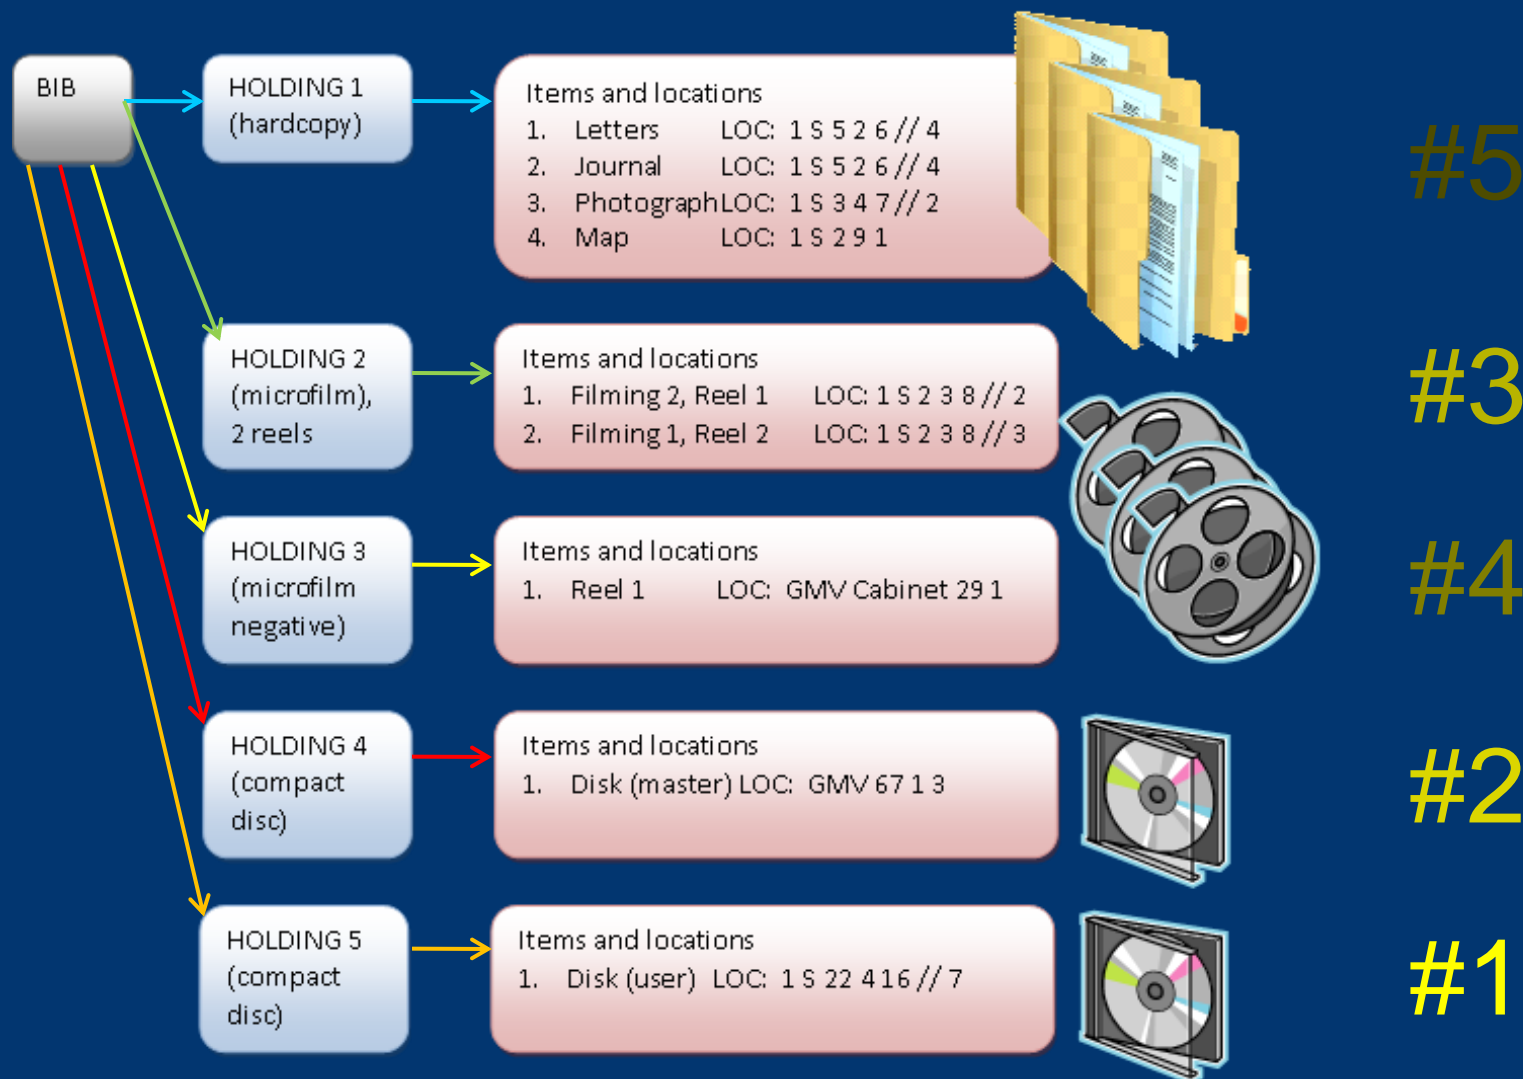 BIB
HOLDING 1
(hardcopy)
Items and locations
1. Letters LOC: 1 S 5 2 6 // 4
2. Journal LOC: 1 S 5 2 6 // 4
3. Photograph LOC: 1 S 3 4 7 // 2
4. Map LOC: 1 S 2 9 1
#5
HOLDING 2
(microfilm),
2 reels
Items and locations
1. Filming 2, Reel 1 LOC: 1 S 2 3 8 // 2
2. Filming 1, Reel 2 LOC: 1 S 2 3 8 // 3
#3
HOLDING 3
(microfilm
negative)
Items and locations
1. Reel 1 LOC: GMV Cabinet 29 1
#4
HOLDING 4
(compact
disc)
Items and locations
1. Disk (master) LOC: GMV 67 1 3
#2
HOLDING 5
(compact
disc)
Items and locations
1. Disk (user) LOC: 1 S 22 4 16 // 7
#1